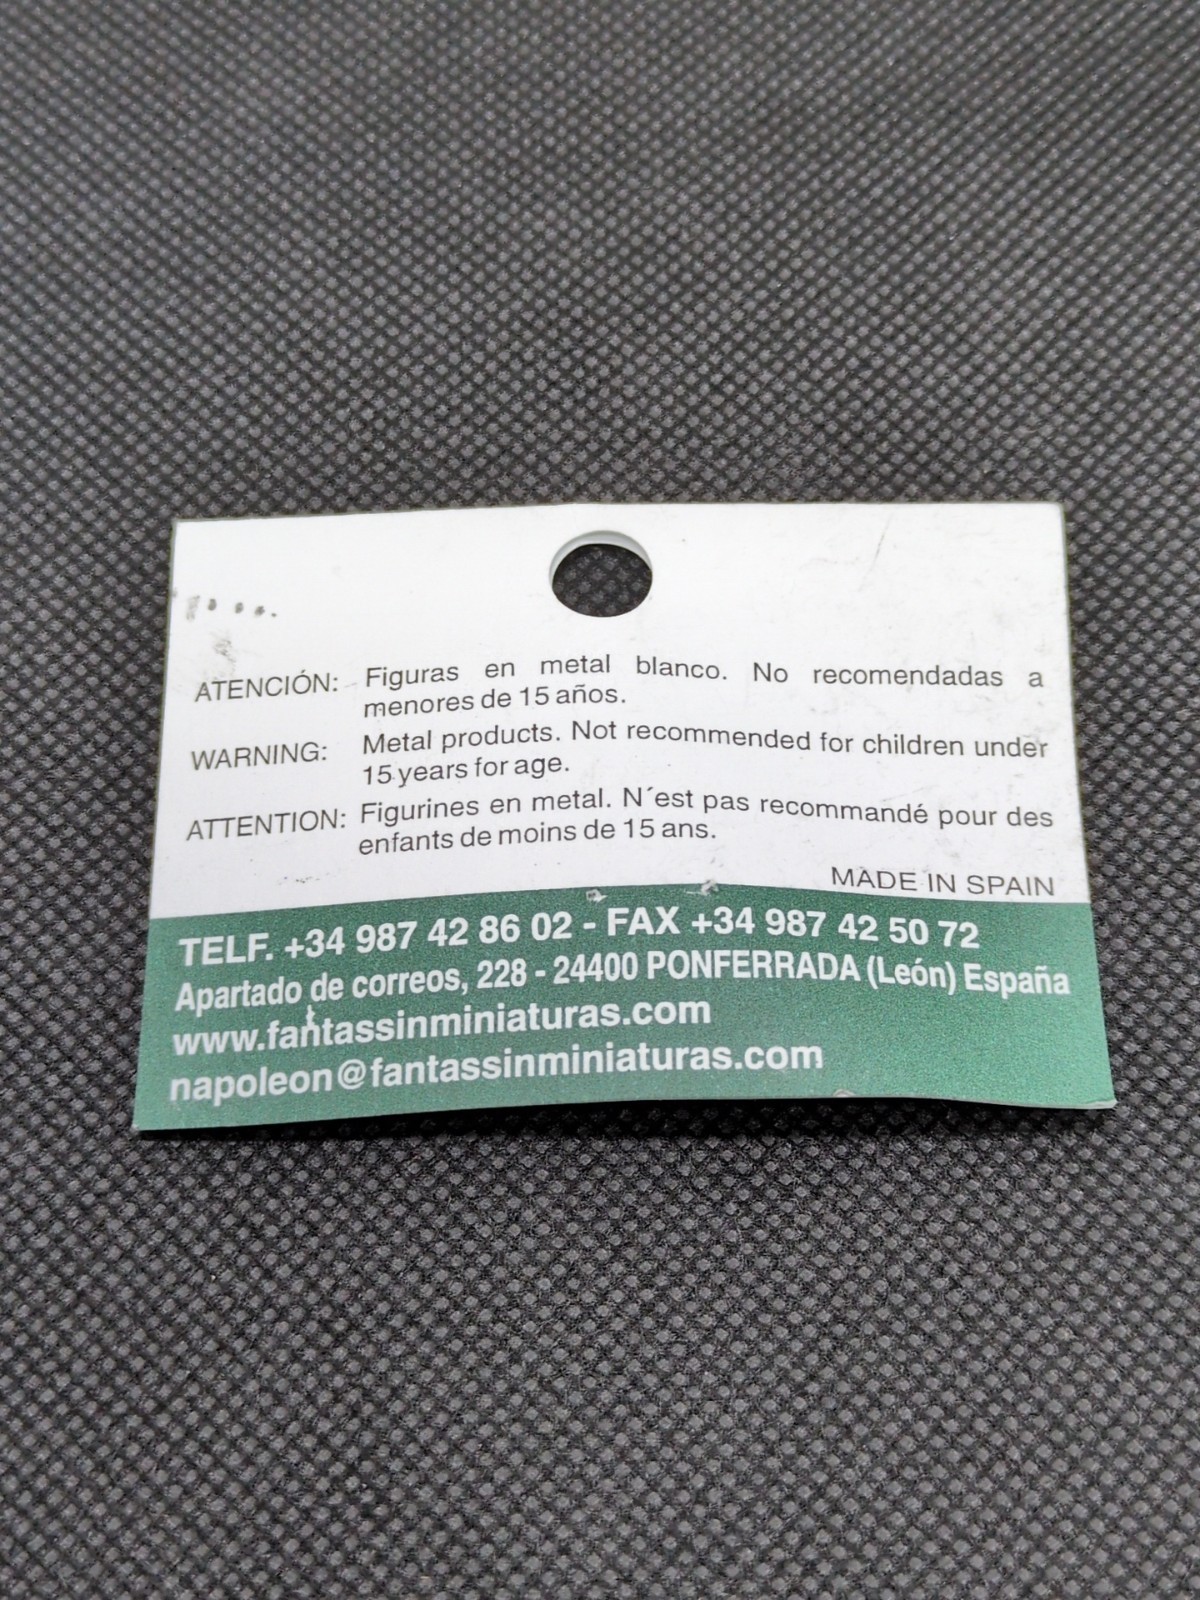 ATENCIÓN: Figuras en metal blanco. No recomendadas a
menores de 15 años.
WARNING: Metal products. Not recommended for children under
15 years for age.
ATTENTION: Figurines en metal. N´est pas recommandé pour des
enfants de moins de 15 ans.
MADE IN SPAIN
TELF. +34 987 42 86 02 - FAX +34 987 42 50 72
Apartado de correos, 228 - 24400 PONFERRADA (León) España
www.fantassinminiaturas.com
napoleon@fantassinminiaturas.com